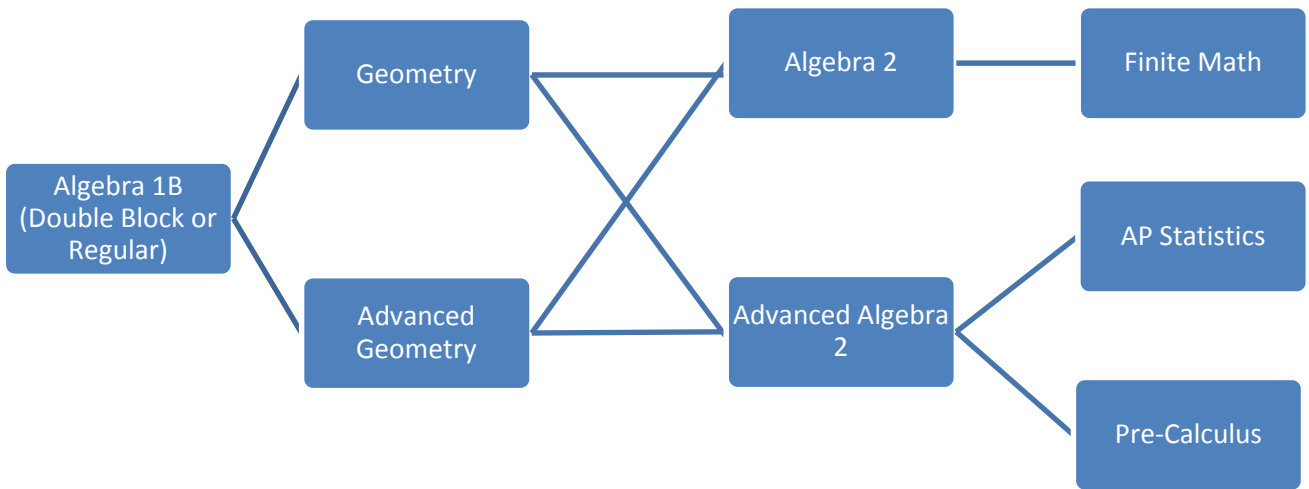 Geometry
Algebra 2
Finite Math
Algebra 1B
(Double Block or
Regular)
AP Statistics
Advanced
Geometry
Advanced Algebra
2
Pre-Calculus